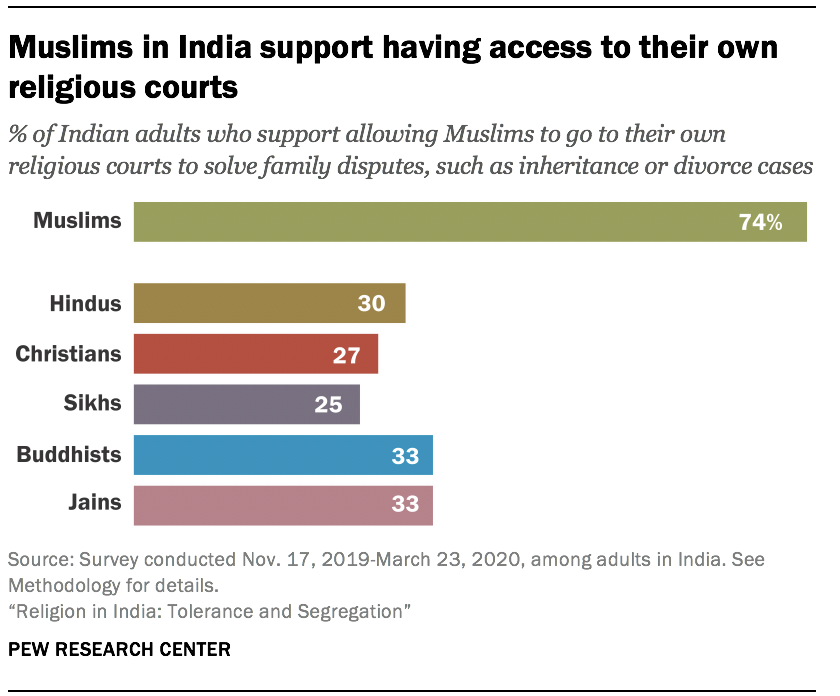 Muslims in India support having access to their own
religious courts
% of Indian adults who support allowing Muslims to go to their own
religious courts to solve family disputes, such as inheritance or divorce cases
Muslims 74%
Hindus 30
Christians 27
Sikhs 25
Buddhists 33
Jains 33
Source: Survey conducted Nov. 17, 2019-March 23, 2020, among adults in India. See
Methodology for details.
“Religion in India: Tolerance and Segregation”
PEW RESEARCH CENTER